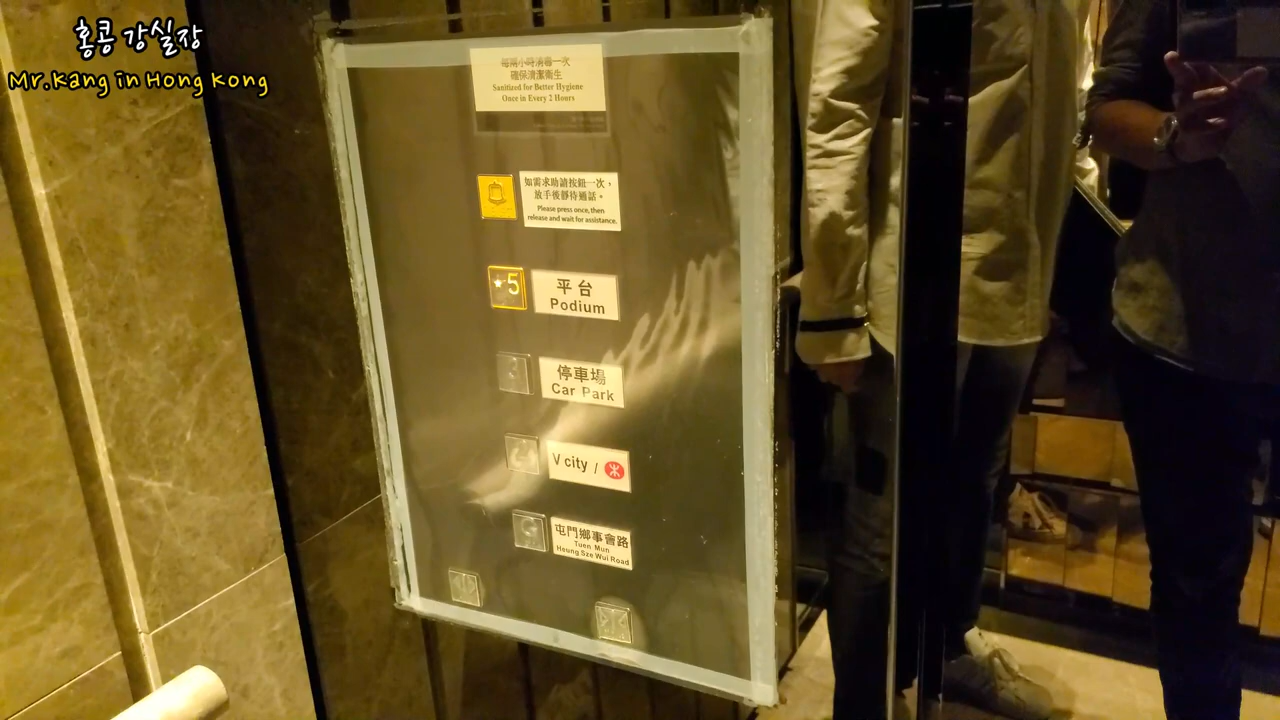 홍콩 강실장
Mr.Kang in Hong Kong
每兩小時消毒一次
確保清潔衞生
Sanitized for Better Hygiene
Once in Every 2 Hours
如需求助請按鈕一次，
放手後靜待通話。
Please press once, then
release and wait for assistance.
★5
平台
Podium
3
停車場
Car Park
2
V city /
G
屯門鄉事會路
Tuen Mun
Heung Sze Wui Road